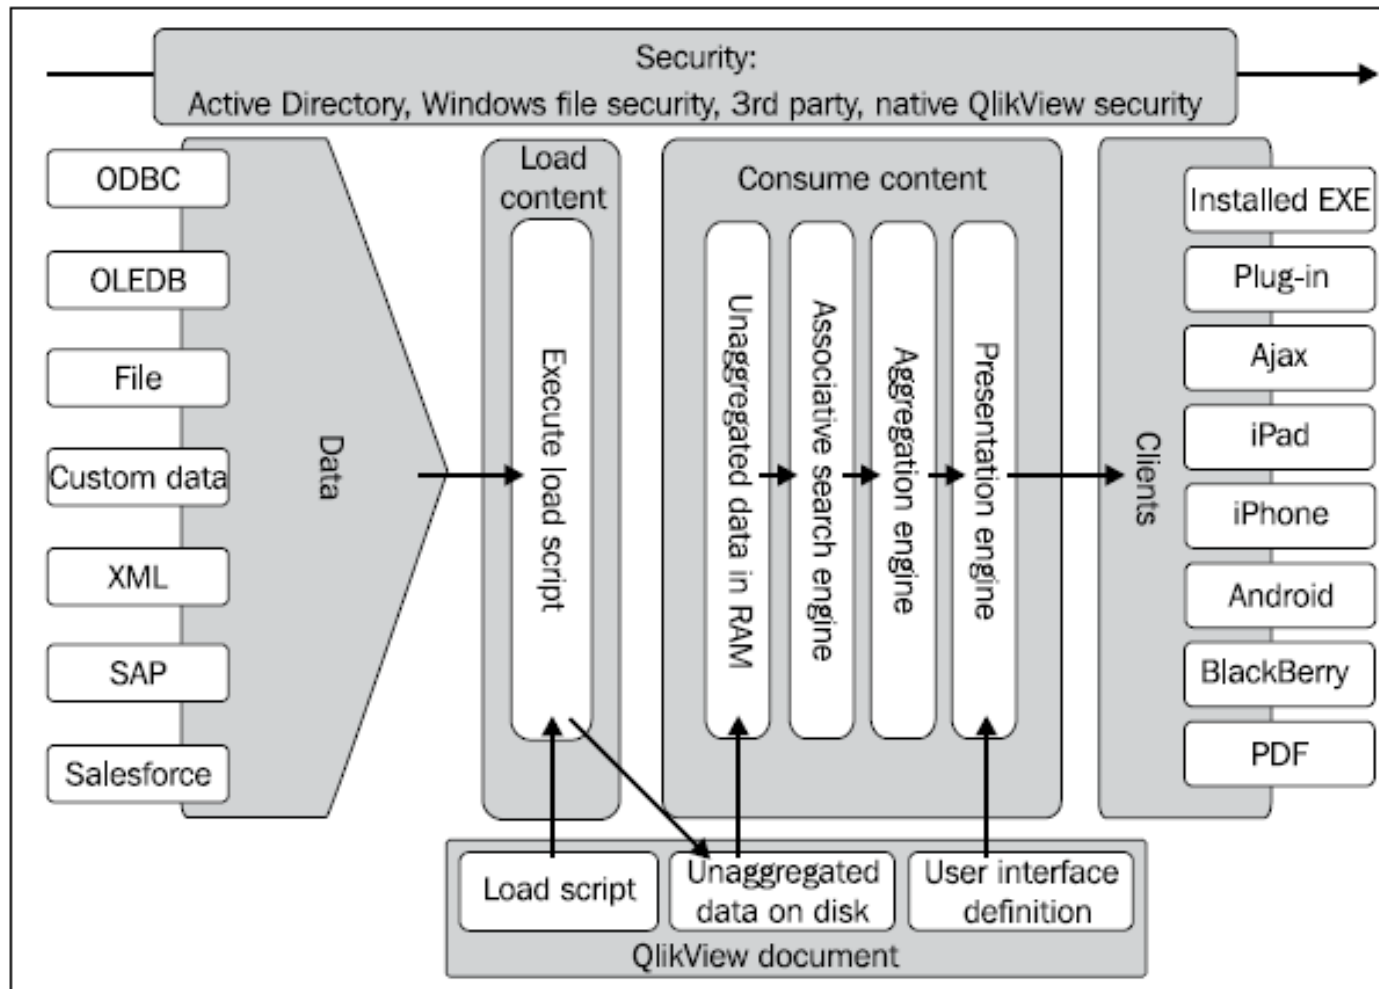 Security:
Active Directory, Windows file security, 3rd party, native QlikView security
ODBC
OLEDB
File
Custom data
XML
SAP
Salesforce
Data
Load
content
Execute load script
Consume content
Unaggregated data in RAM
Associative search engine
Aggregation engine
Presentation engine
Clients
Installed EXE
Plug-in
Ajax
iPad
iPhone
Android
BlackBerry
PDF
Load script
Unaggregated
data on disk
User interface
definition
QlikView document